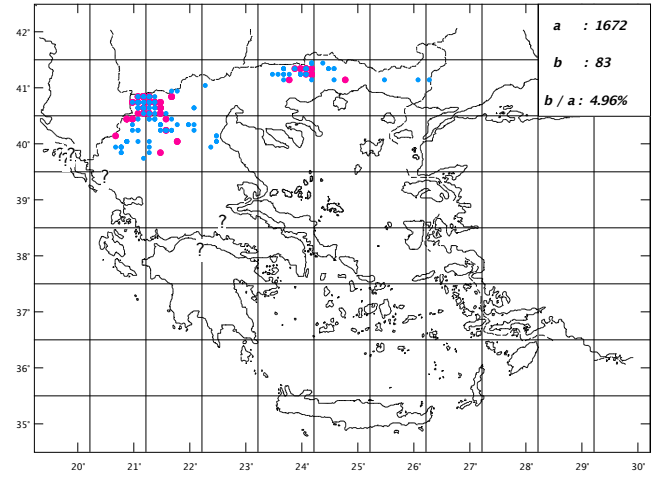 42'
a : 1672
b : 83
41'
b / a : 4.96%
40'
? ? ?
?
39'
?
?
38'
37'
36'
35'
20' 21' 22' 23' 24' 25' 26' 27' 28' 29' 30'